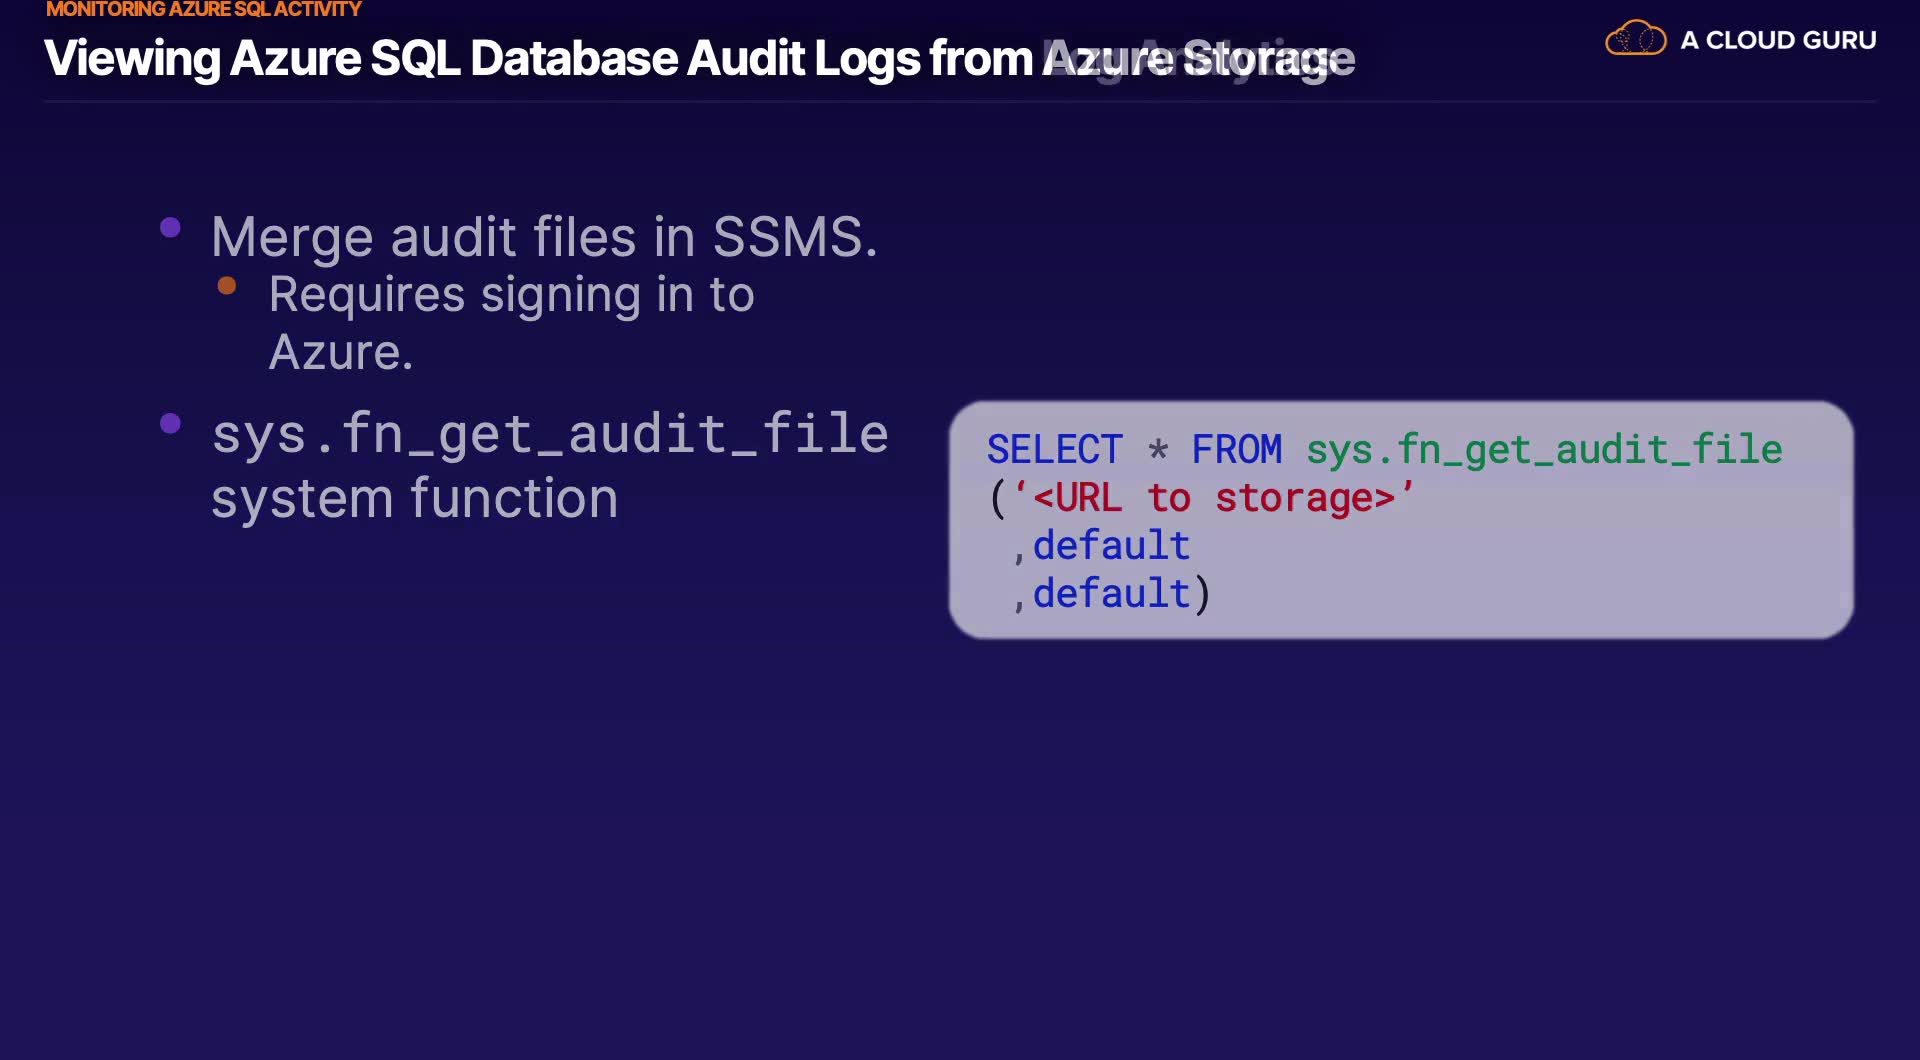 MONITORING AZURE SQL ACTIVITY
Viewing Azure SQL Database Audit Logs from Azure Storage
A CLOUD GURU
Merge audit files in SSMS.
Requires signing in to
Azure.
sys.fn_get_audit_file
system function
SELECT * FROM sys.fn_get_audit_file
(‘<URL to storage>’
,default
,default)